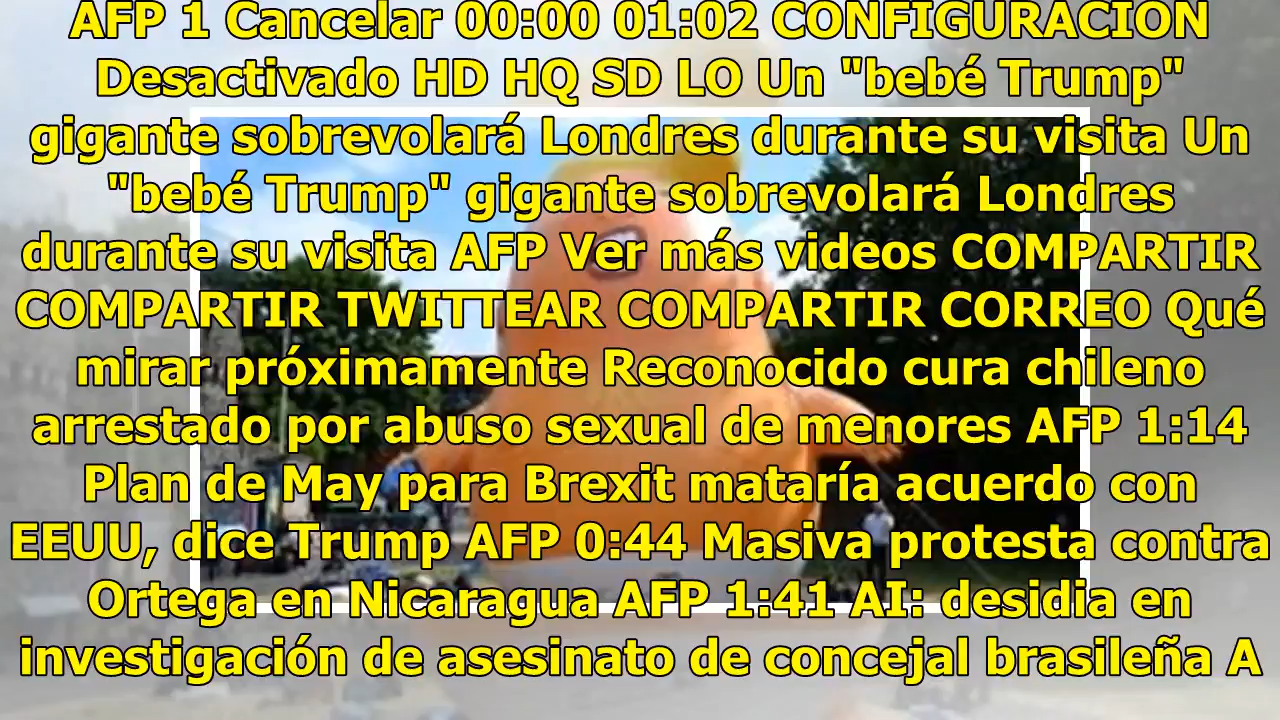 AFP 1 Cancelar 00:00 01:02 CONFIGURACIÓN
Desactivado HD HQ SD LO Un "bebé Trump"
gigante sobrevolará Londres durante su visita Un
"bebé Trump" gigante sobrevolará Londres
durante su visita AFP Ver más videos COMPARTIR
COMPARTIR TWITTEAR COMPARTIR CORREO Qué
mirar próximamente Reconocido cura chileno
arrestado por abuso sexual de menores AFP 1:14
Plan de May para Brexit mataría acuerdo con
EEUU, dice Trump AFP 0:44 Masiva protesta contra
Ortega en Nicaragua AFP 1:41 AI: desidia en
investigación de asesinato de concejal brasileña A